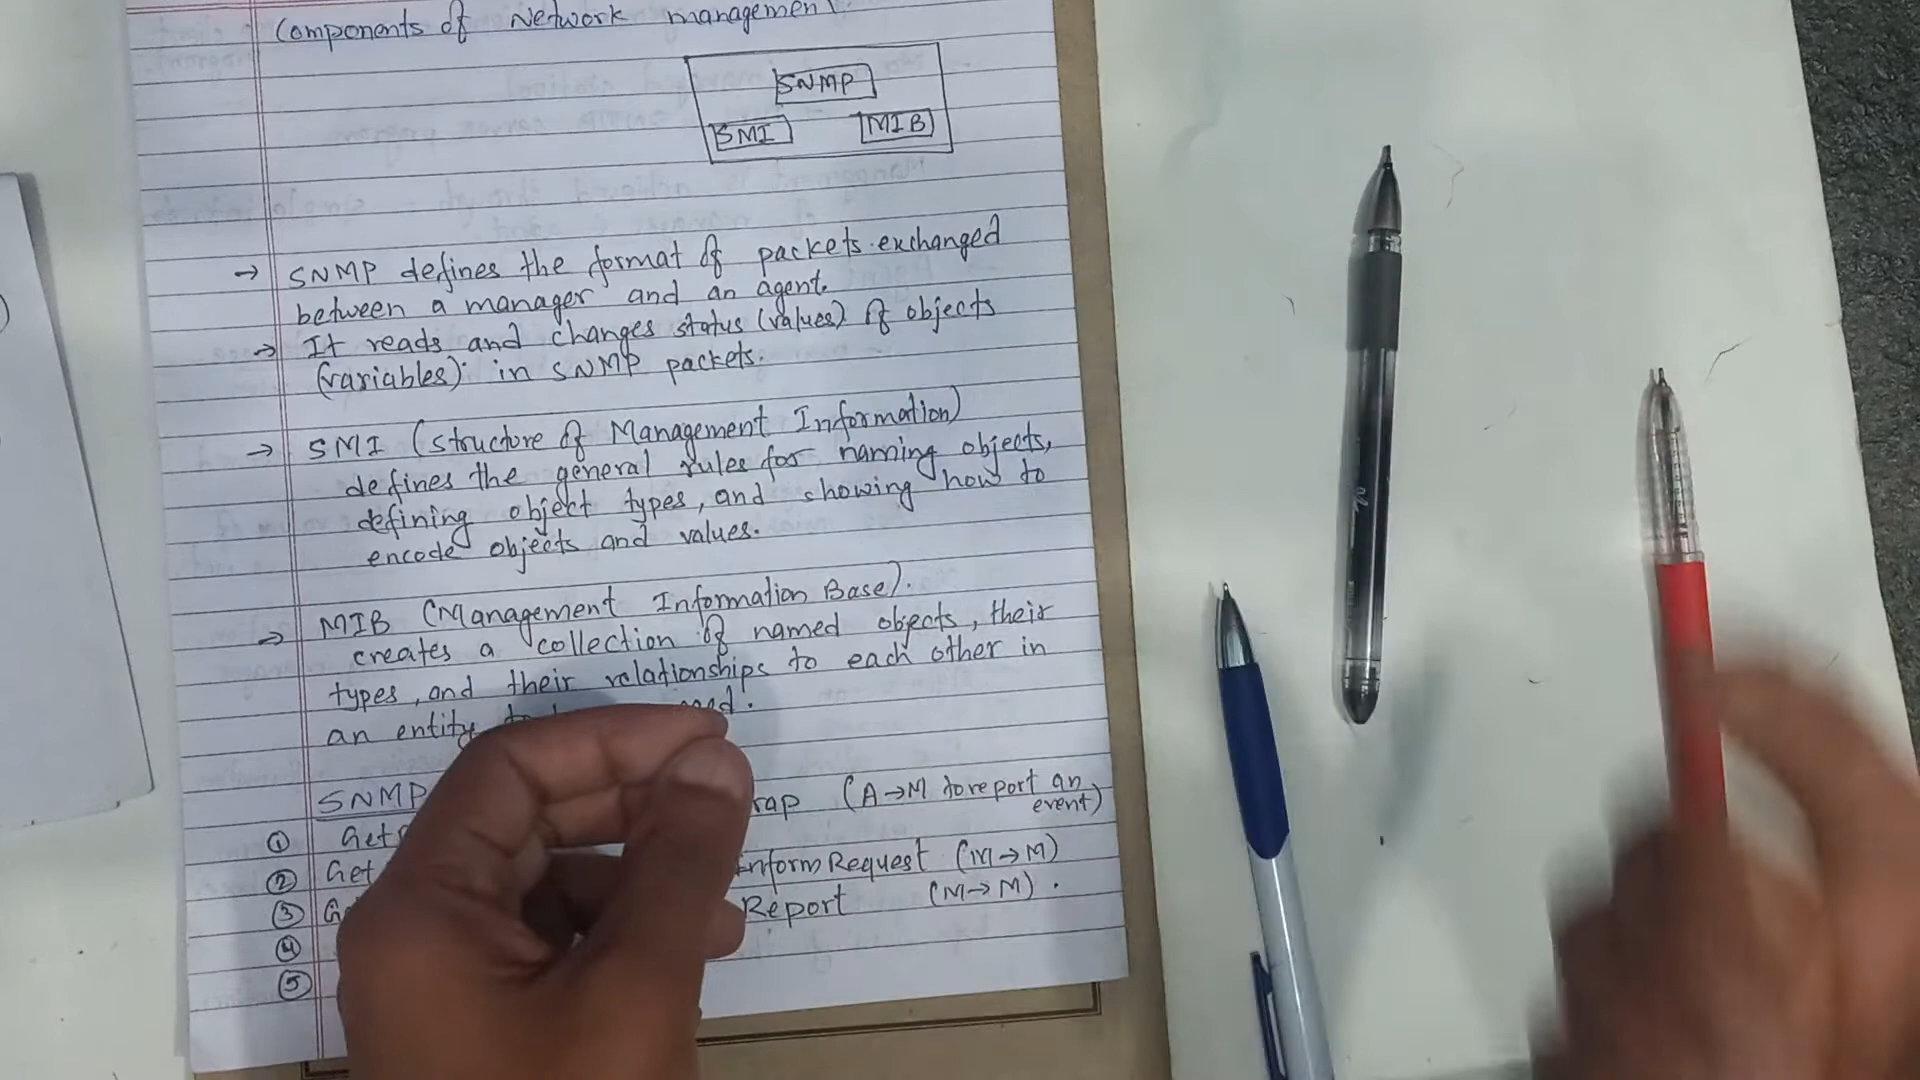 Components of Network management
SNMP
SMI MIB
→ SNMP defines the format of packets exchanged
between a manager and an agent.
→ It reads and changes status (values) of objects
(variables) in SNMP packets.
→ SMI (Structure of Management Information)
defines the general rules for naming objects,
defining object types, and showing how to
encode objects and values.
→ MIB (Management Information Base).
creates a collection of named objects, their
types, and their relationships to each other in
an entity
SNMP (A→M to report an
event)
① Get
② Get InformRequest (M→M)
③ Report (M→M).
④
⑤